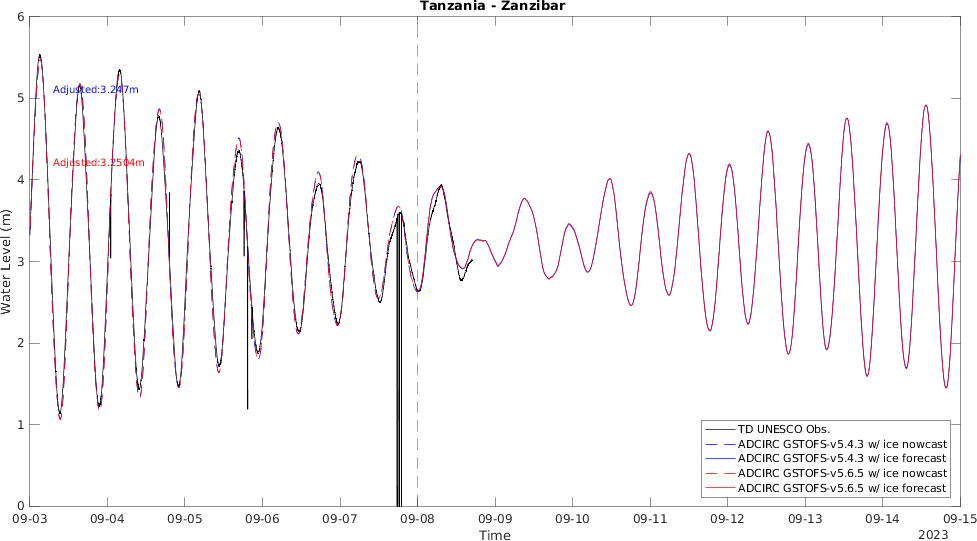 Tanzania - Zanzibar
6
5
4
3
2
1
0
Water Level (m)
Adjusted:3.247m
Adjusted:3.2504m
TD UNESCO Obs.
ADCIRC GSTOFS-v5.4.3 w/ ice nowcast
ADCIRC GSTOFS-v5.4.3 w/ ice forecast
ADCIRC GSTOFS-v5.6.5 w/ ice nowcast
ADCIRC GSTOFS-v5.6.5 w/ ice forecast
09-03 09-04 09-05 09-06 09-07 09-08 09-09 09-10 09-11 09-12 09-13 09-14 09-15
Time
2023